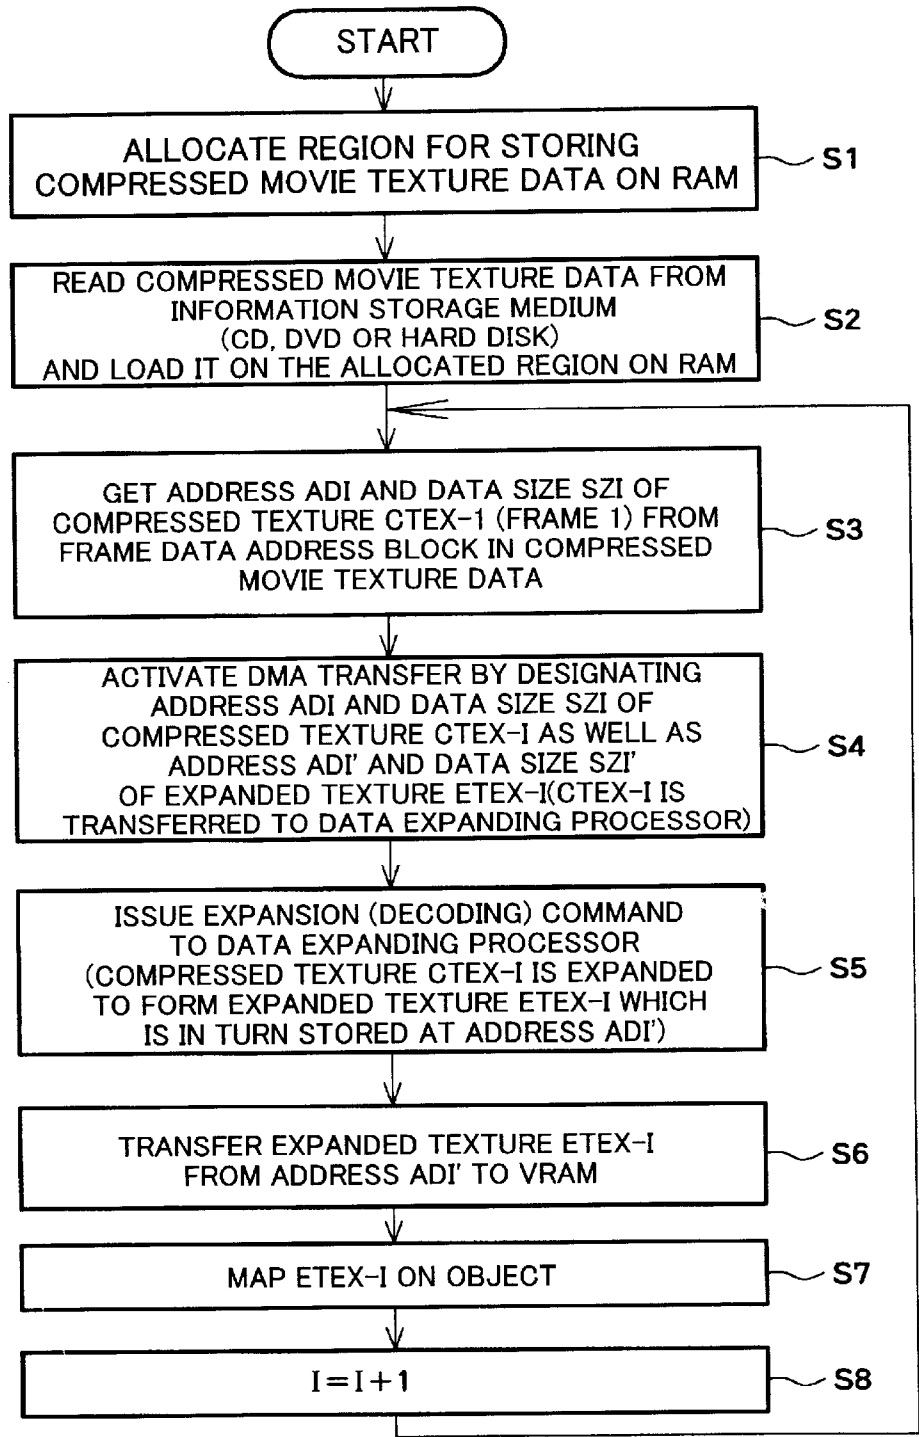 START
ALLOCATE REGION FOR STORING
COMPRESSED MOVIE TEXTURE DATA ON RAM
S1
READ COMPRESSED MOVIE TEXTURE DATA FROM
INFORMATION STORAGE MEDIUM
(CD, DVD OR HARD DISK)
AND LOAD IT ON THE ALLOCATED REGION ON RAM
S2
GET ADDRESS ADI AND DATA SIZE SZI OF
COMPRESSED TEXTURE CTEX-1 (FRAME 1) FROM
FRAME DATA ADDRESS BLOCK IN COMPRESSED
MOVIE TEXTURE DATA
S3
ACTIVATE DMA TRANSFER BY DESIGNATING
ADDRESS ADI AND DATA SIZE SZI OF
COMPRESSED TEXTURE CTEX-I AS WELL AS
ADDRESS ADI' AND DATA SIZE SZI'
OF EXPANDED TEXTURE ETEX-I(CTEX-I IS
TRANSFERRED TO DATA EXPANDING PROCESSOR)
S4
ISSUE EXPANSION (DECODING) COMMAND
TO DATA EXPANDING PROCESSOR
(COMPRESSED TEXTURE CTEX-I IS EXPANDED
TO FORM EXPANDED TEXTURE ETEX-I WHICH
IS IN TURN STORED AT ADDRESS ADI')
S5
TRANSFER EXPANDED TEXTURE ETEX-I
FROM ADDRESS ADI' TO VRAM
S6
MAP ETEX-I ON OBJECT
S7
I=I+1
S8